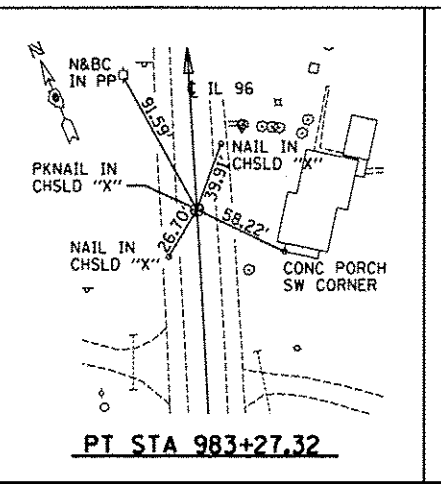 N
N&BC
IN PP
91.59'
℄ IL 96
NAIL IN
CHSLD "X"
39.91'
PKNAIL IN
CHSLD "X"
58.22'
26.70'
NAIL IN
CHSLD "X"
CONC PORCH
SW CORNER
PT STA 983+27.32